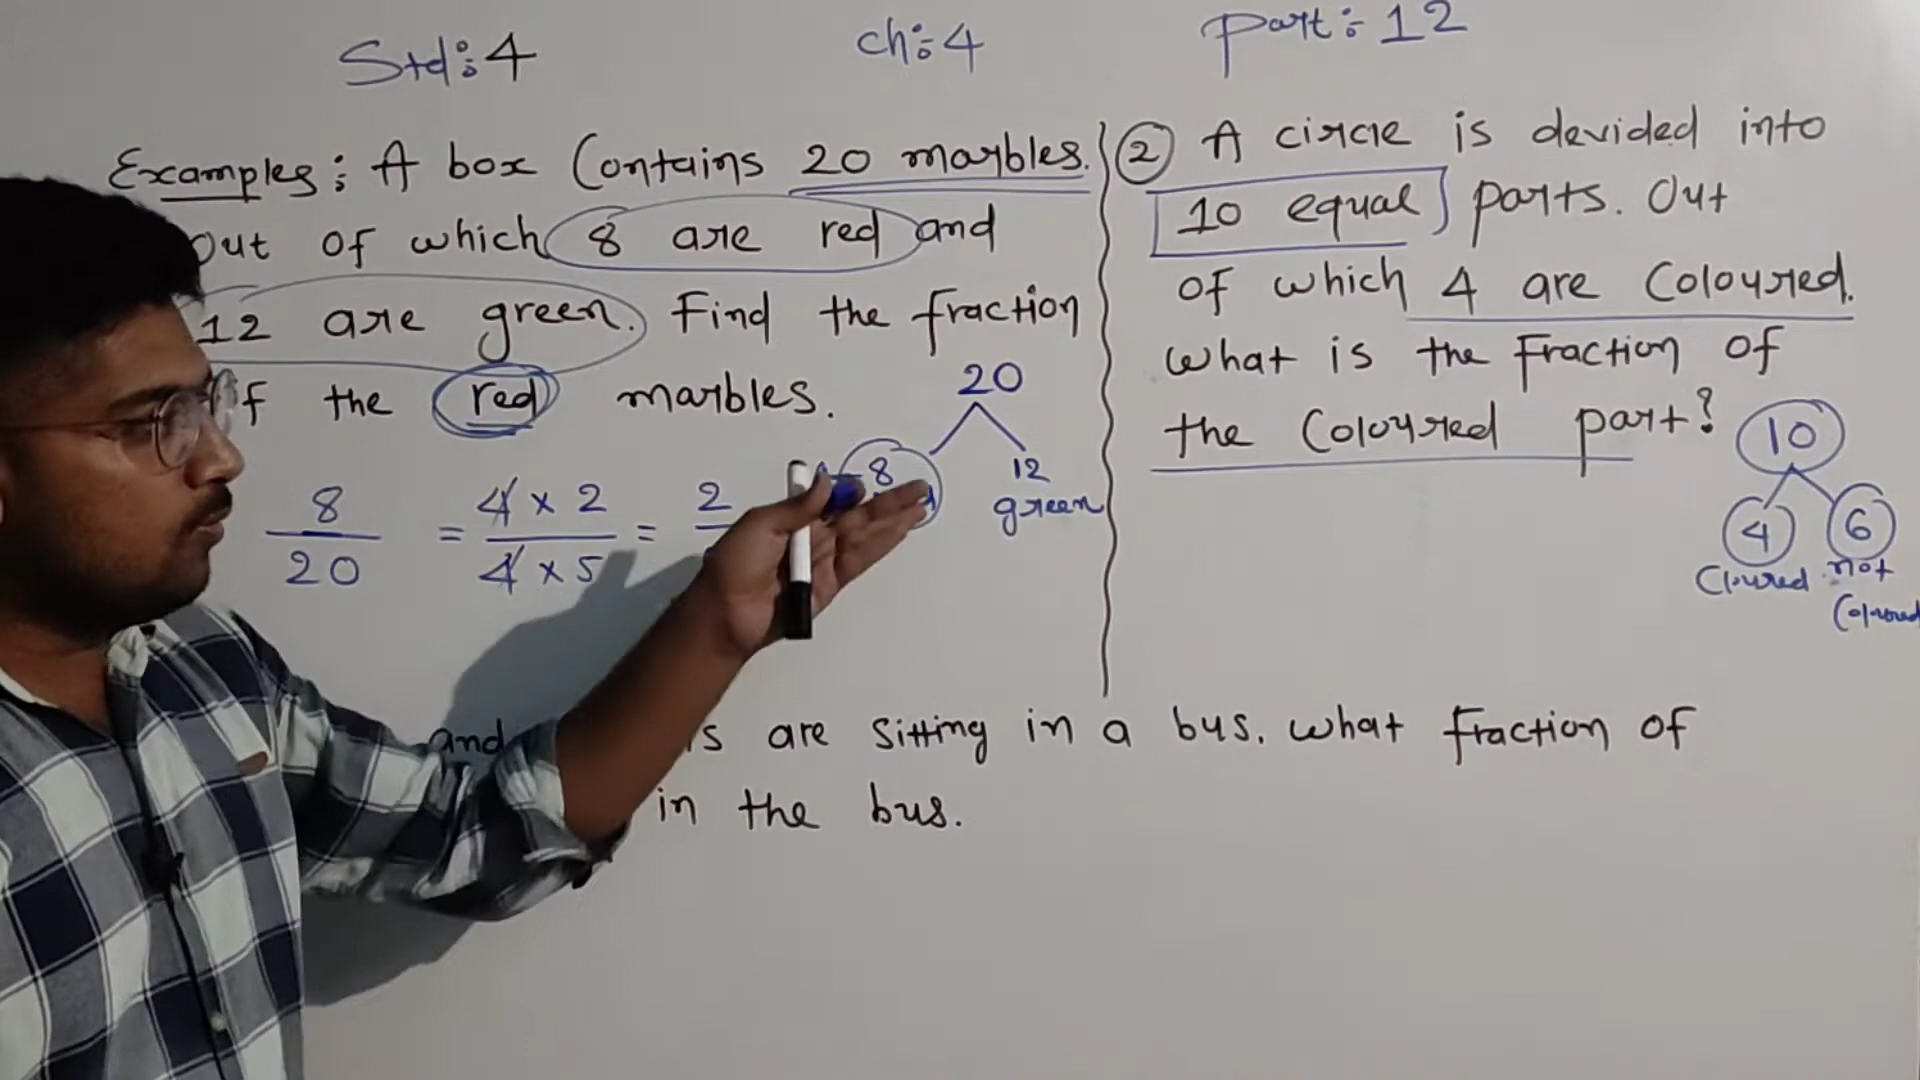 Std: 4
ch: 4
Part: 12
Examples: A box Contains 20 marbles.
out of which 8 are red and
12 are green. Find the fraction
of the red marbles.
20
8
12
green
8
20
= 4 x 2
4 x 5
= 2
② A circle is devided into
10 equal parts. Out
of which 4 are Coloured.
what is the Fraction of
the Coloured part?
10
4
6
Cloured
not
Coloured
and
are sitting in a bus. what fraction of
in the bus.